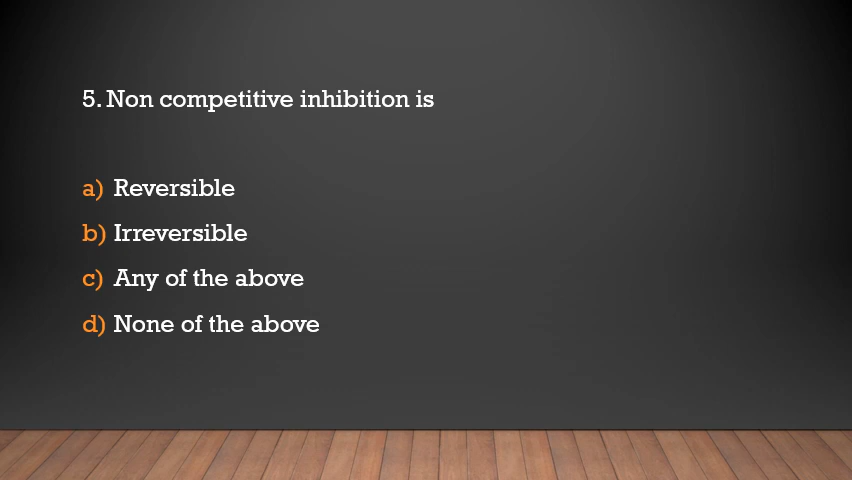 5. Non competitive inhibition is
a) Reversible
b) Irreversible
c) Any of the above
d) None of the above